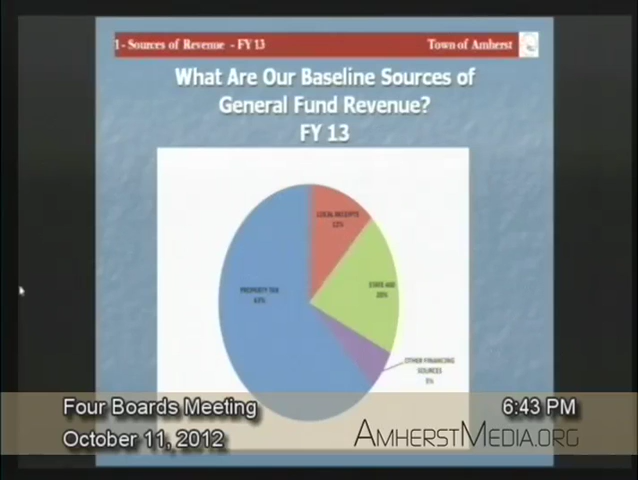 1 - Sources of Revenue - FY 13
Town of Amherst
What Are Our Baseline Sources of
General Fund Revenue?
FY 13
LOCAL RECEIPTS
12%
STATE AID
20%
PROPERTY TAX
63%
OTHER FINANCING
SOURCES
5%
Four Boards Meeting
6:43 PM
October 11, 2012
AMHERSTMEDIA.ORG